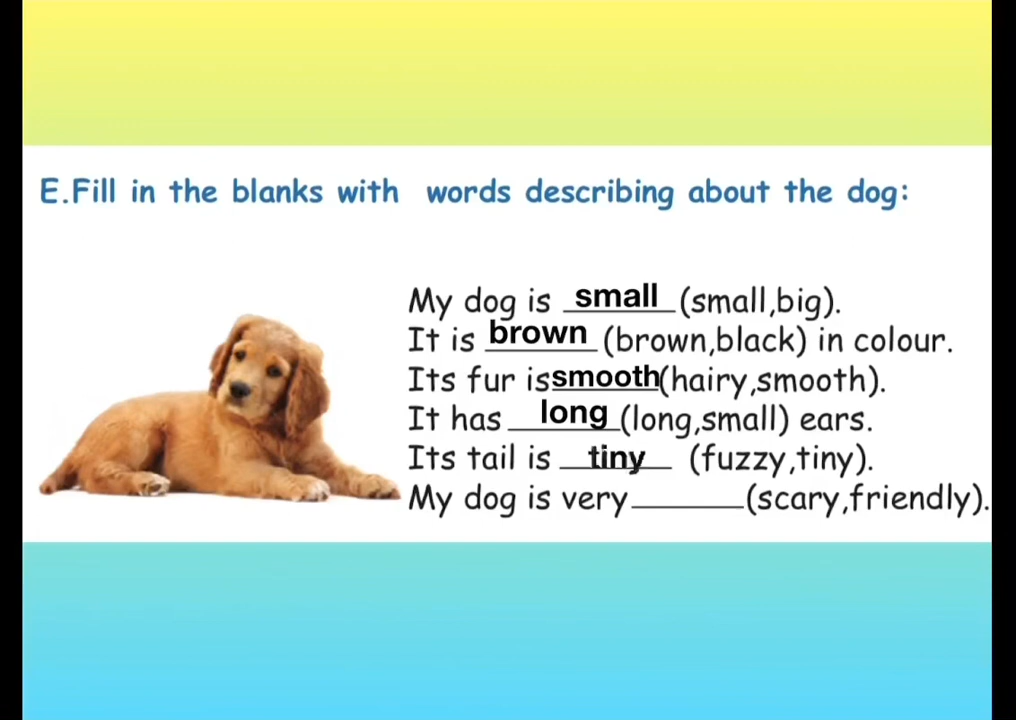 E.Fill in the blanks with words describing about the dog:
My dog is small (small,big).
It is brown (brown,black) in colour.
Its fur is smooth (hairy,smooth).
It has long (long,small) ears.
Its tail is tiny (fuzzy,tiny).
My dog is very ________ (scary,friendly).